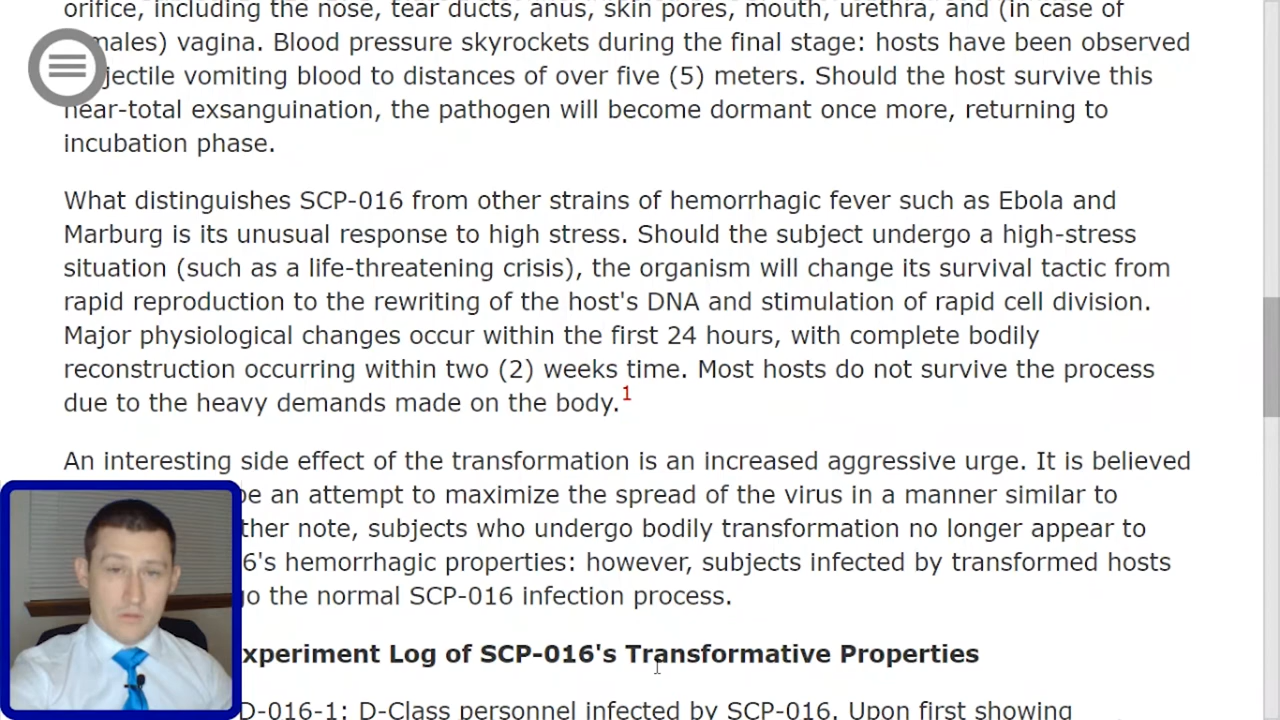 orifice, including the nose, tear ducts, anus, skin pores, mouth, urethra, and (in case of
males) vagina. Blood pressure skyrockets during the final stage: hosts have been observed
jectile vomiting blood to distances of over five (5) meters. Should the host survive this
near-total exsanguination, the pathogen will become dormant once more, returning to
incubation phase.
What distinguishes SCP-016 from other strains of hemorrhagic fever such as Ebola and
Marburg is its unusual response to high stress. Should the subject undergo a high-stress
situation (such as a life-threatening crisis), the organism will change its survival tactic from
rapid reproduction to the rewriting of the host's DNA and stimulation of rapid cell division.
Major physiological changes occur within the first 24 hours, with complete bodily
reconstruction occurring within two (2) weeks time. Most hosts do not survive the process
due to the heavy demands made on the body.1
An interesting side effect of the transformation is an increased aggressive urge. It is believed
be an attempt to maximize the spread of the virus in a manner similar to
ther note, subjects who undergo bodily transformation no longer appear to
6's hemorrhagic properties: however, subjects infected by transformed hosts
go the normal SCP-016 infection process.
xperiment Log of SCP-016's Transformative Properties
D-016-1: D-Class personnel infected by SCP-016. Upon first showing